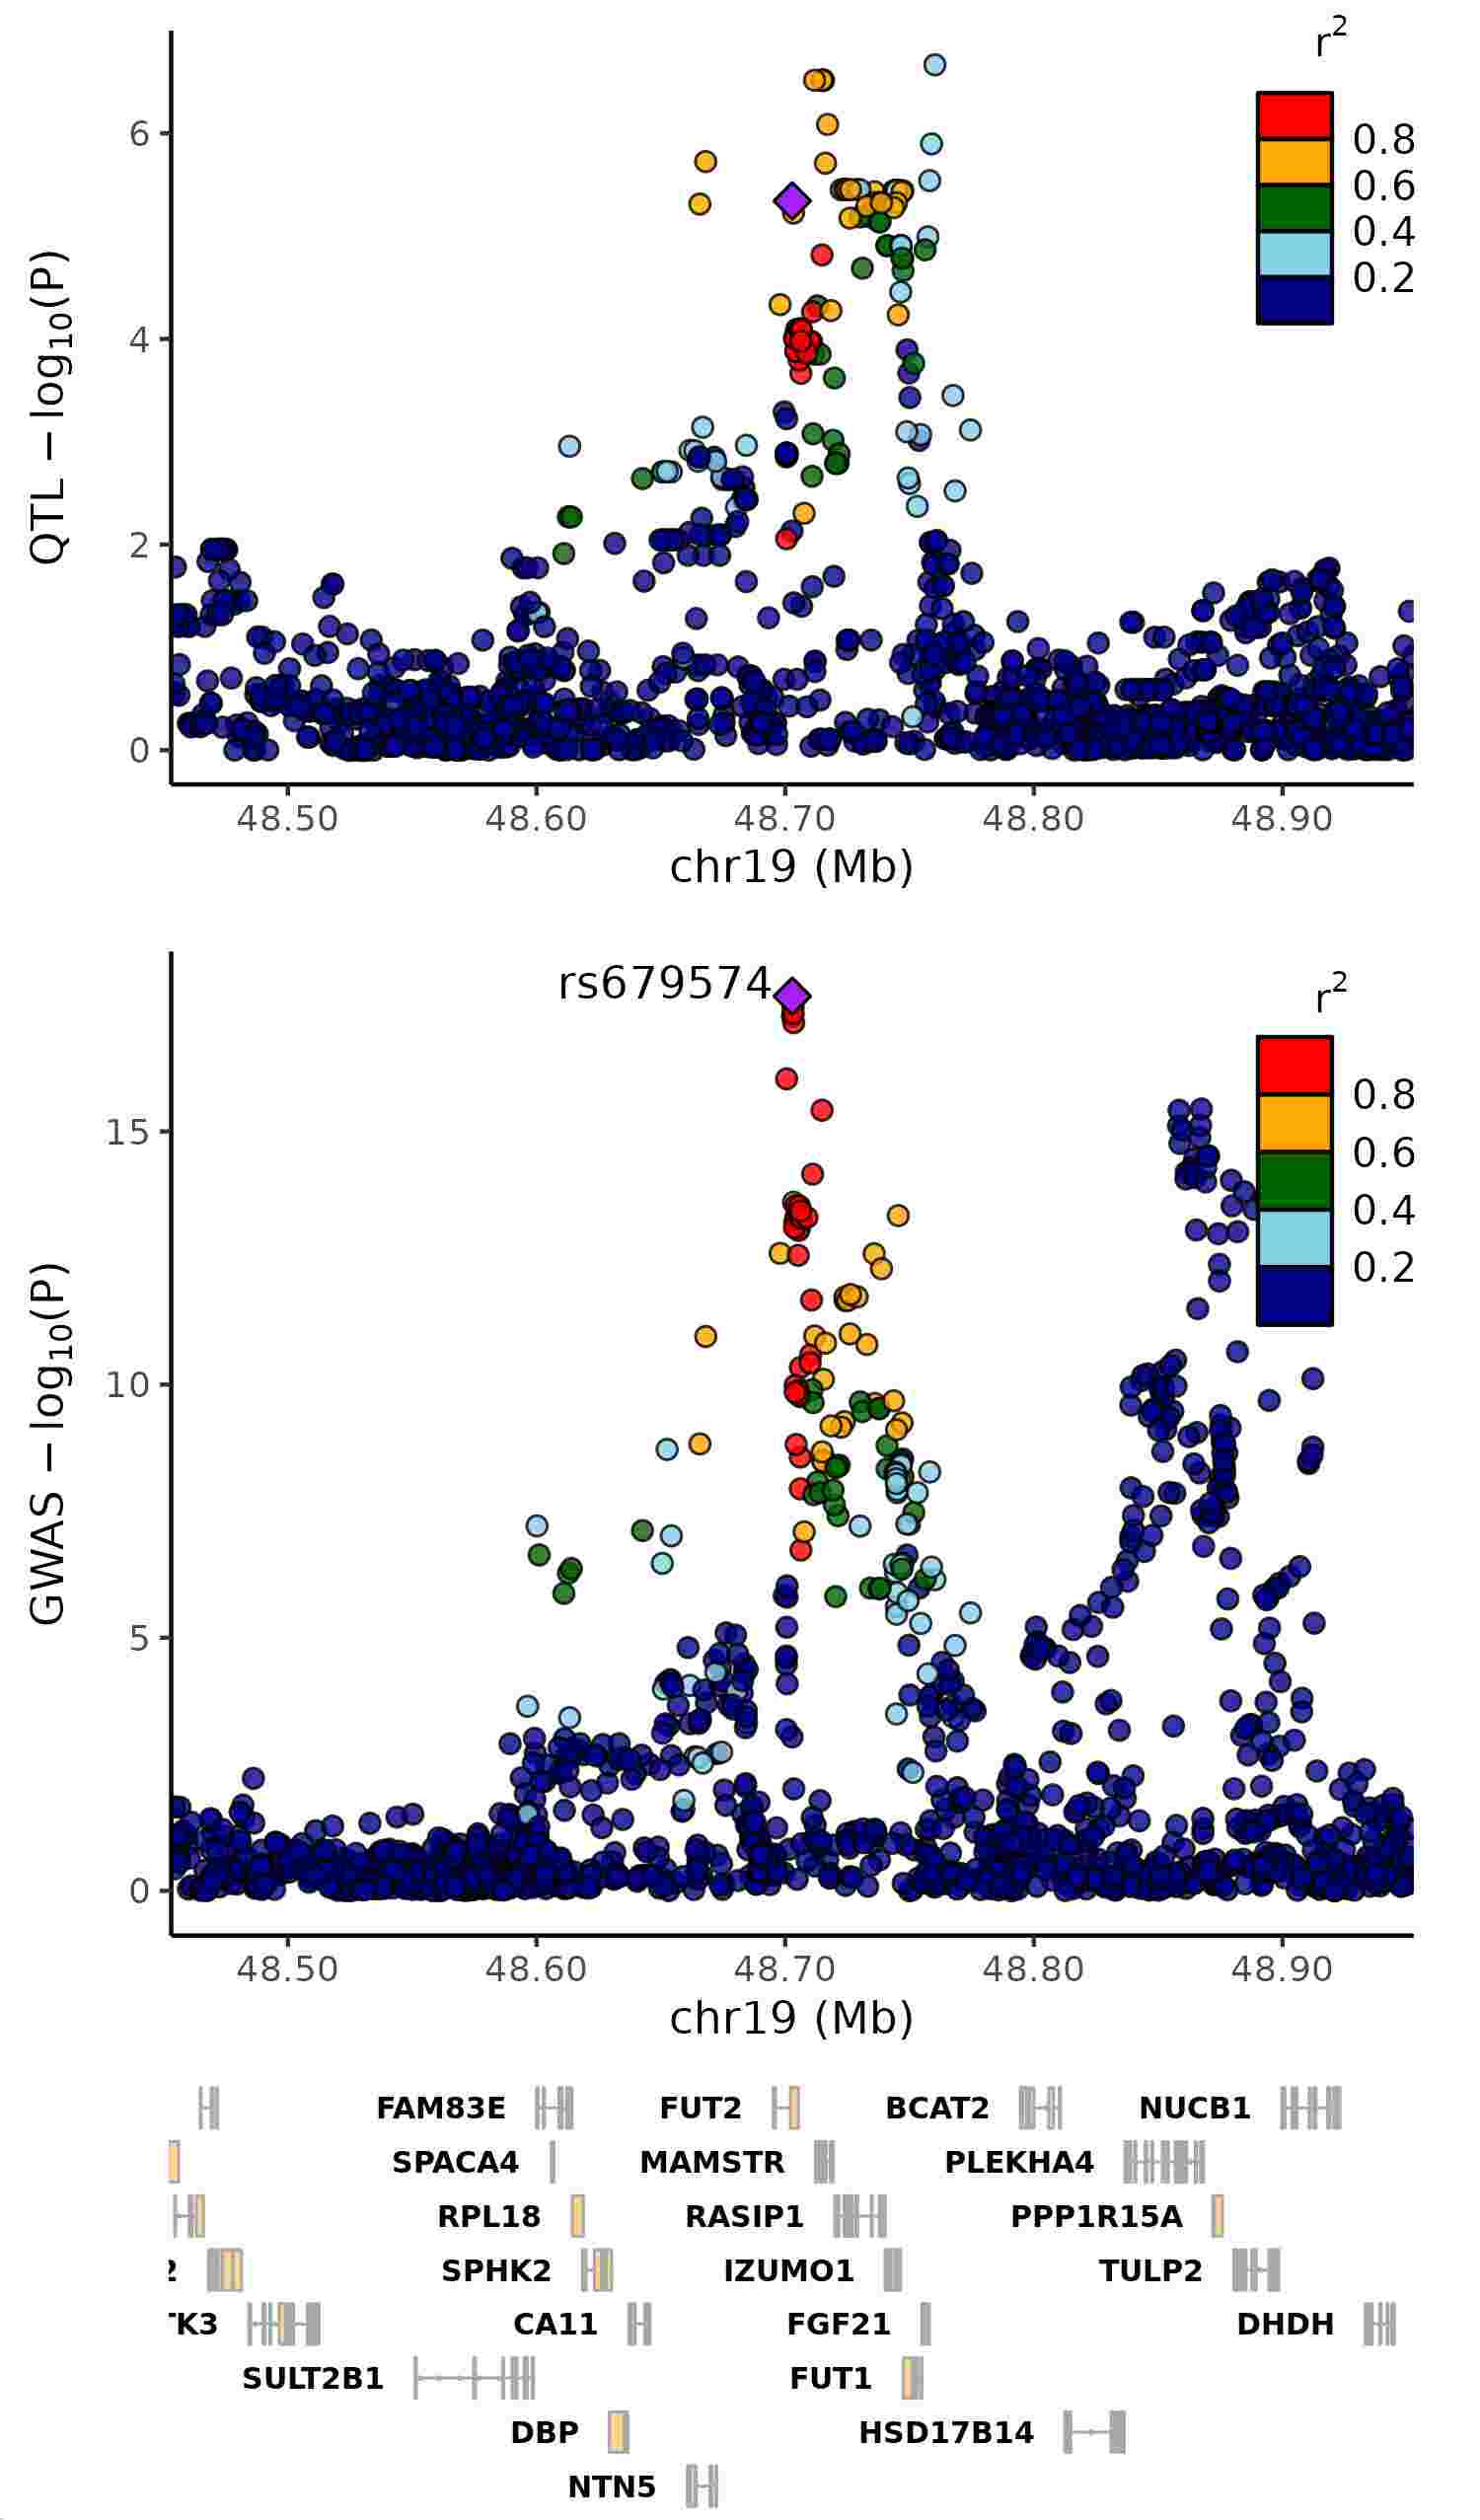 r²
0.8
0.6
0.4
0.2
6
4
2
0
QTL − log₁₀(P)
48.50 48.60 48.70 48.80 48.90
chr19 (Mb)
rs679574
r²
0.8
0.6
0.4
0.2
15
10
5
0
GWAS − log₁₀(P)
48.50 48.60 48.70 48.80 48.90
chr19 (Mb)
FAM83E FUT2 BCAT2 NUCB1
SPACA4 MAMSTR PLEKHA4
RPL18 RASIP1 PPP1R15A
2 SPHK2 IZUMO1 TULP2
TK3 CA11 FGF21 DHDH
SULT2B1 FUT1
DBP HSD17B14
NTN5